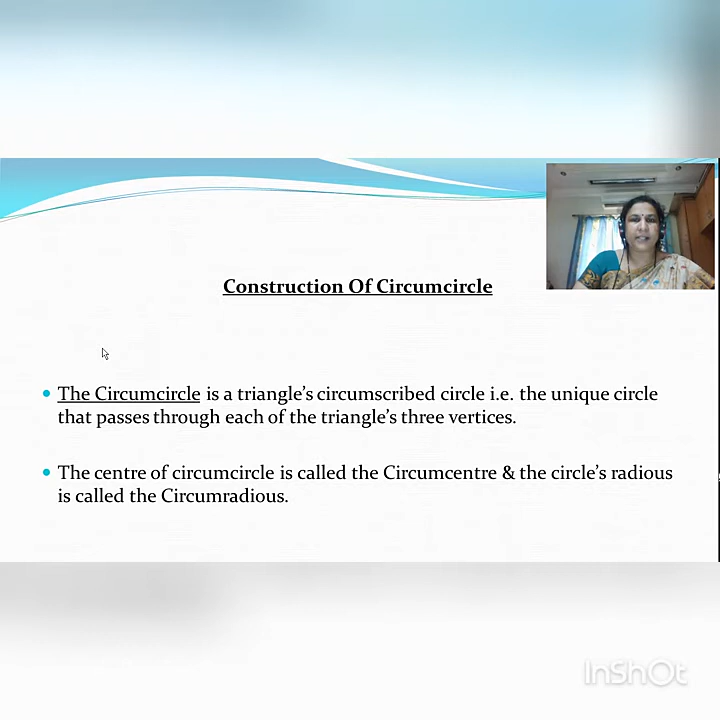 Construction Of Circumcircle
The Circumcircle is a triangle's circumscribed circle i.e. the unique circle
that passes through each of the triangle's three vertices.
The centre of circumcircle is called the Circumcentre & the circle's radious
is called the Circumradious.
InShOt